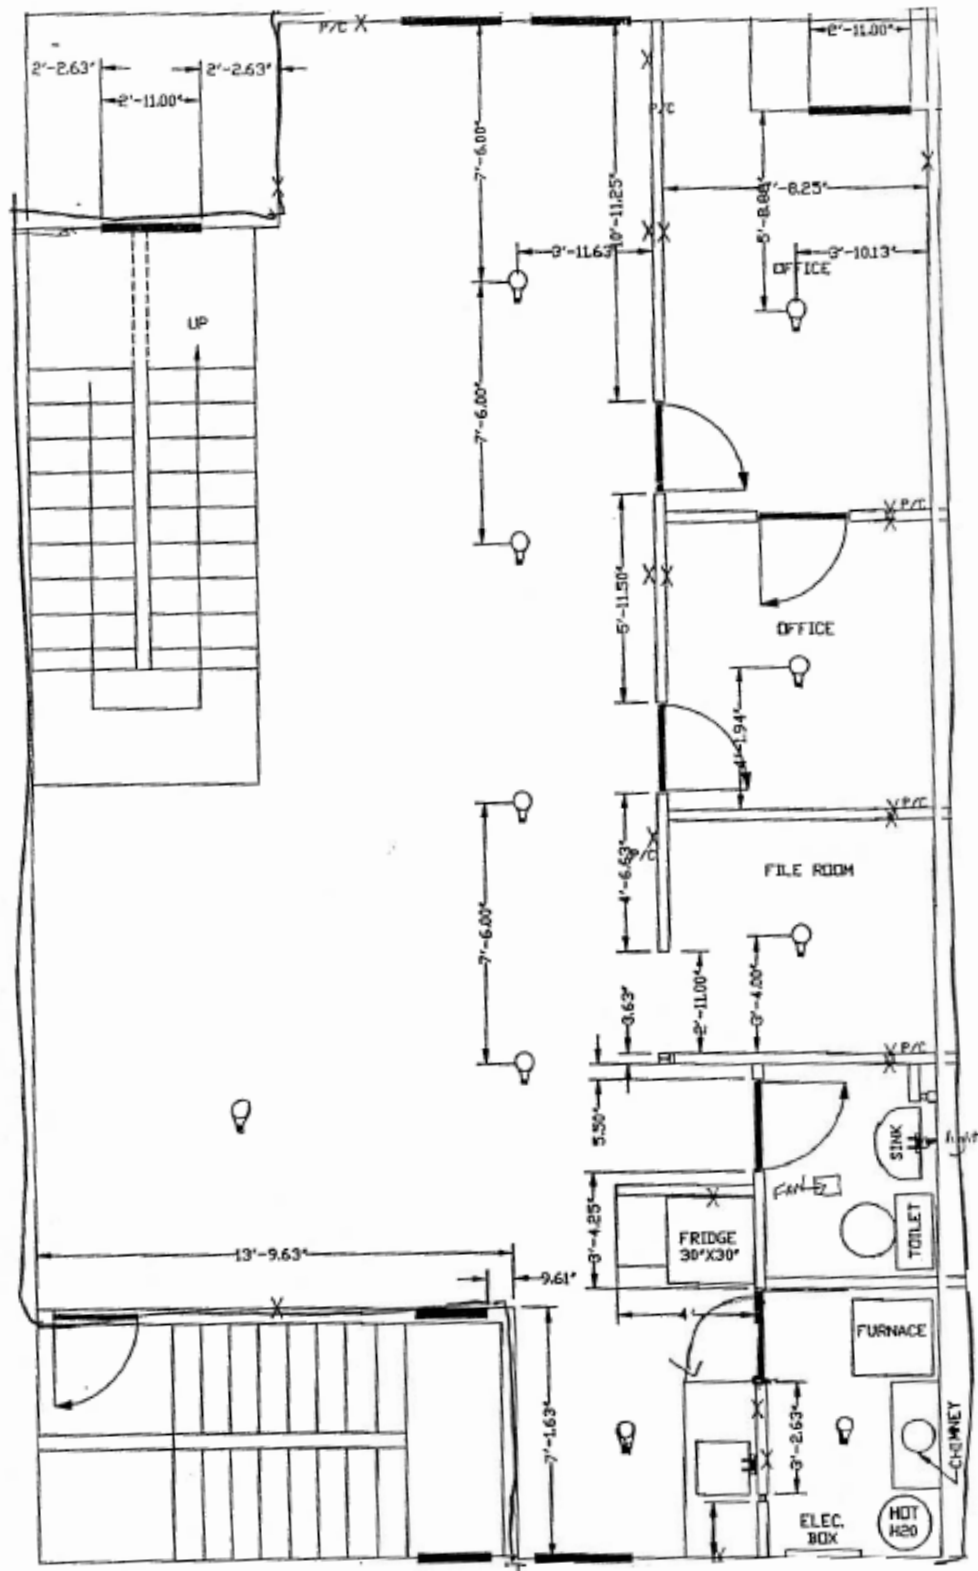 P/C X
2'-11.00"
2'-2.63"
2'-2.63"
2'-11.00"
P/C
7'-6.00"
10'-11.25"
5'-8.88"
7'-8.25"
3'-11.63
3'-10.13"
OFFICE
UP
7'-6.00"
P/C
5'-11.50"
OFFICE
4'-1.94"
P/C
P/C
4'-6.63"
FILE ROOM
7'-6.00"
3.63"
2'-11.00"
3'-4.00"
P/C
5.50"
SINK
light
FAN
3'-4.25"
TOILET
FRIDGE
30"X30"
13'-9.63"
9.61"
4'
FURNACE
7'-1.63"
3'-2.63"
CHIMNEY
ELEC.
BOX
HOT
H2O